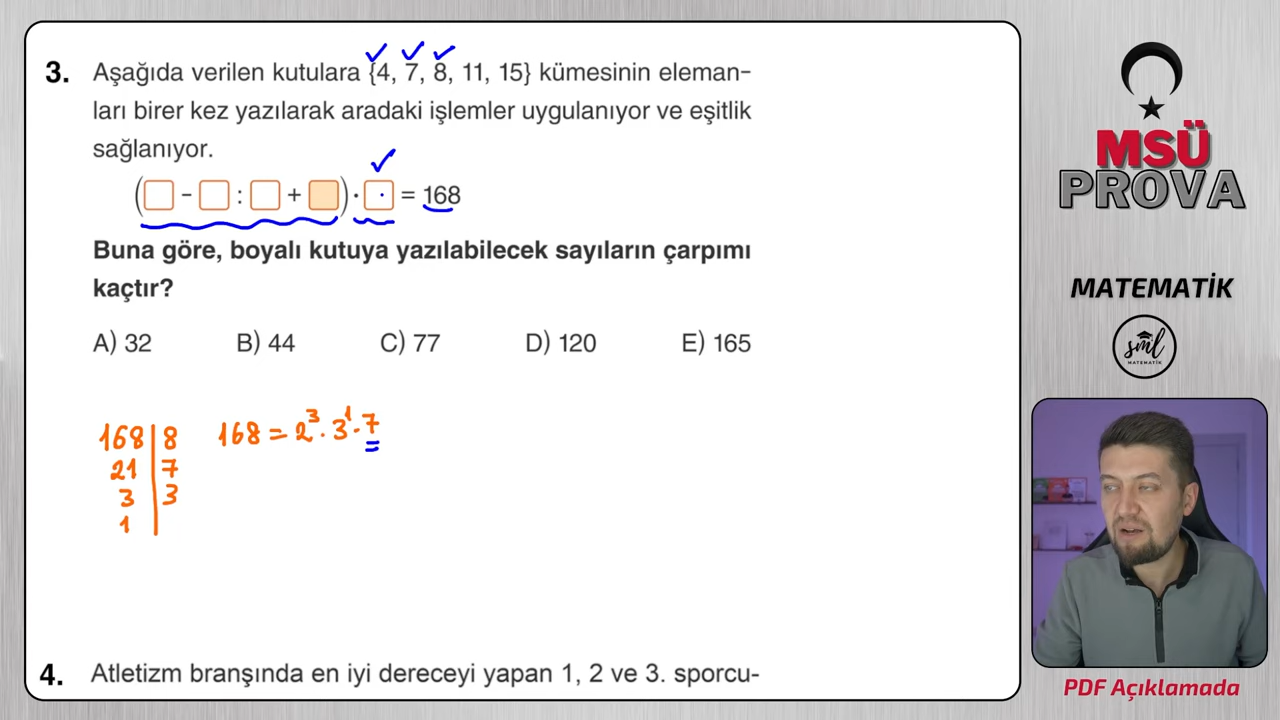 3. Aşağıda verilen kutulara {4, 7, 8, 11, 15} kümesinin eleman-
ları birer kez yazılarak aradaki işlemler uygulanıyor ve eşitlik
sağlanıyor.
(□ - □ : □ + □) · □ = 168
Buna göre, boyalı kutuya yazılabilecek sayıların çarpımı
kaçtır?
A) 32 B) 44 C) 77 D) 120 E) 165
168 | 8
21 | 7
3 | 3
1 |
168 = 2³ · 3¹ · 7
4. Atletizm branşında en iyi dereceyi yapan 1, 2 ve 3. sporcu-
MSÜ
PROVA
MATEMATİK
sml
MATEMATİK
PDF Açıklamada